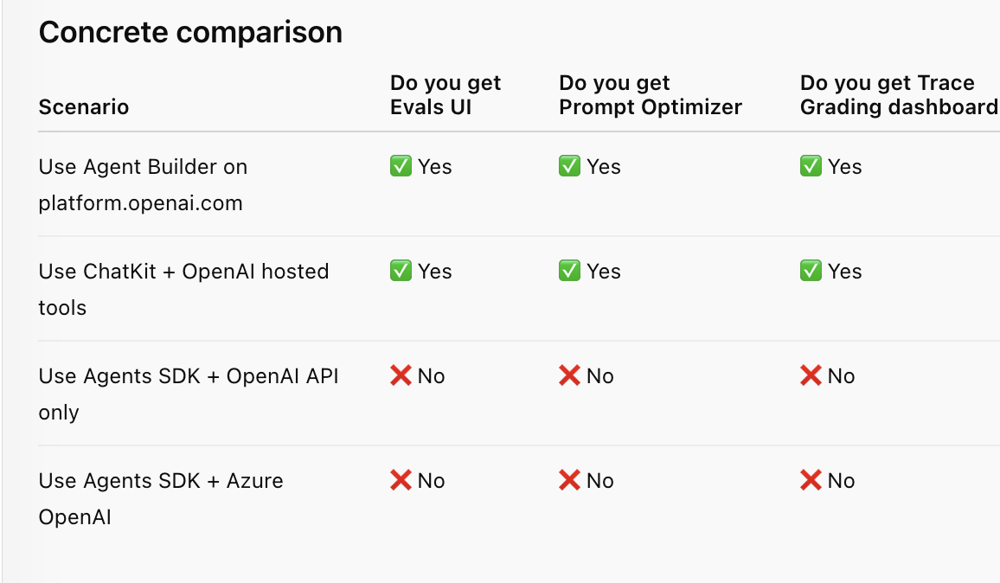 Concrete comparison
Scenario
Do you get
Evals UI
Do you get
Prompt Optimizer
Do you get Trace
Grading dashboard
Use Agent Builder on
platform.openai.com
✅ Yes
✅ Yes
✅ Yes
Use ChatKit + OpenAI hosted
tools
✅ Yes
✅ Yes
✅ Yes
Use Agents SDK + OpenAI API
only
❌ No
❌ No
❌ No
Use Agents SDK + Azure
OpenAI
❌ No
❌ No
❌ No